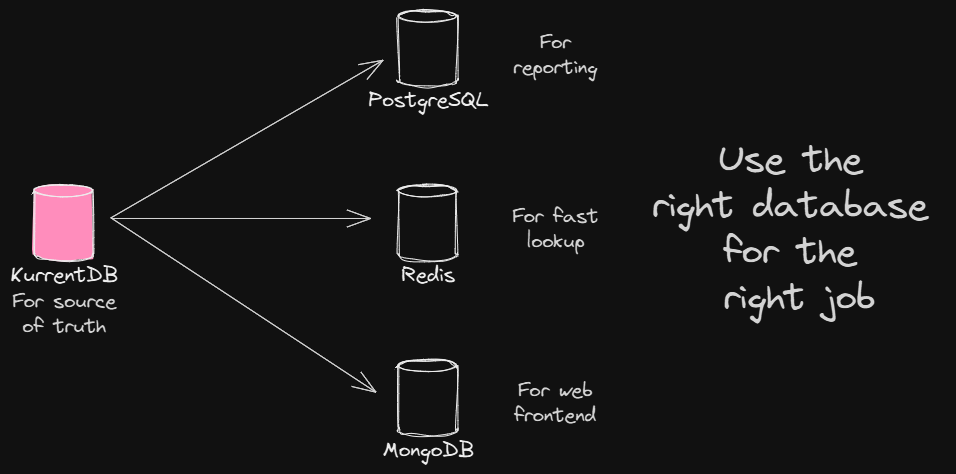 KurrentDB
For source
of truth
PostgreSQL
For
reporting
Redis
For fast
lookup
MongoDB
For web
frontend
Use the
right database
for the
right job